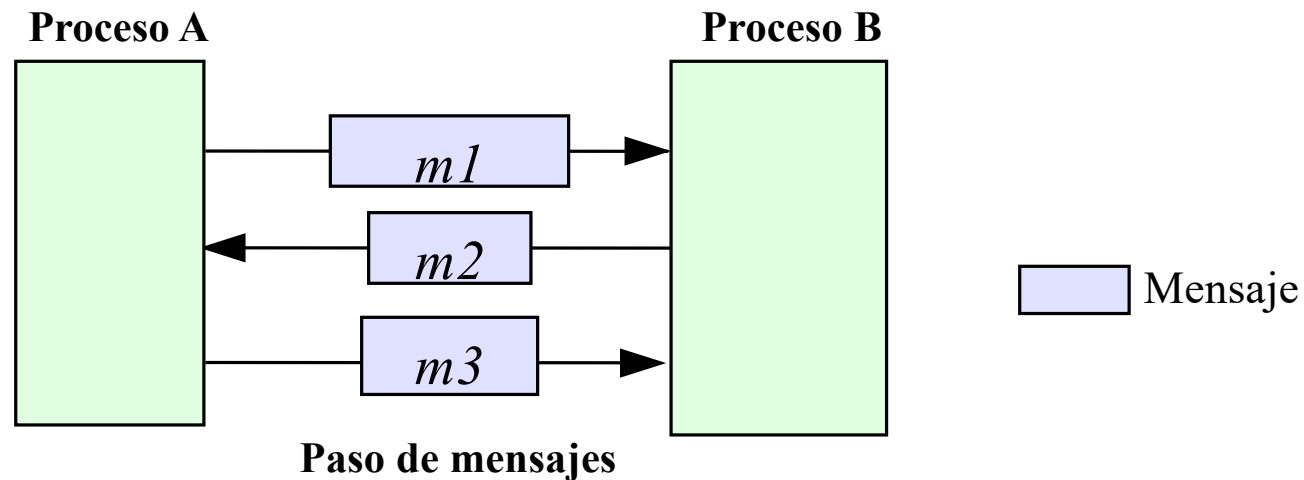 Proceso A
Proceso B
m1
m2
Mensaje
m3
Paso de mensajes